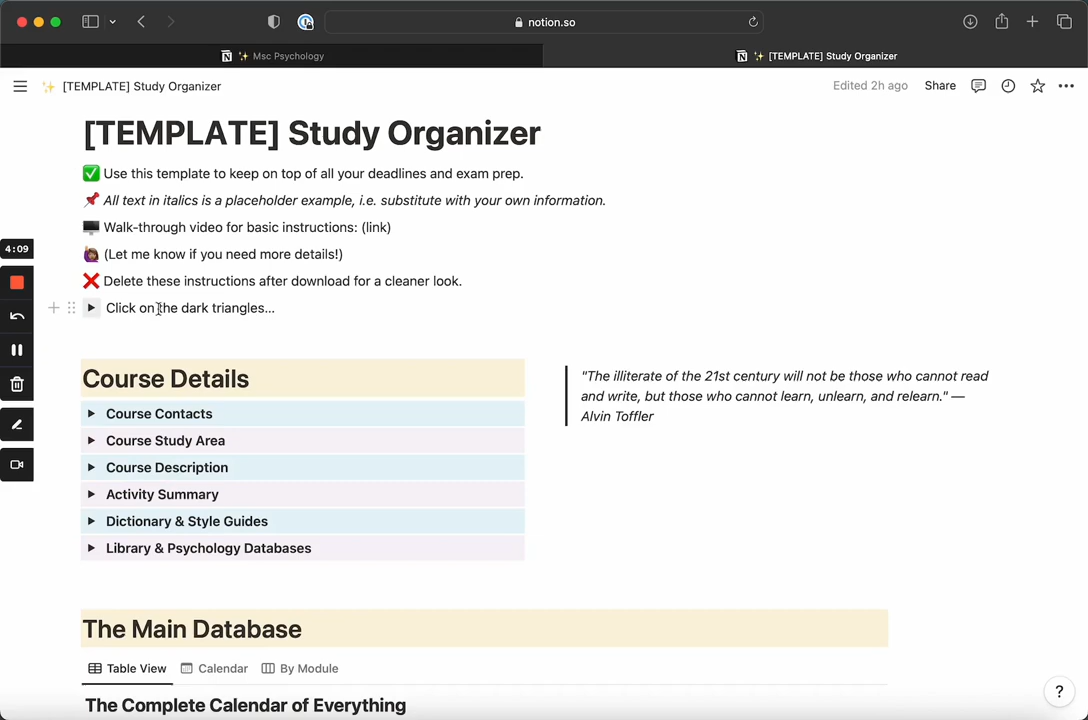 notion.so
Msc Psychology
[TEMPLATE] Study Organizer
[TEMPLATE] Study Organizer
Edited 2h ago
Share
[TEMPLATE] Study Organizer
Use this template to keep on top of all your deadlines and exam prep.
All text in italics is a placeholder example, i.e. substitute with your own information.
Walk-through video for basic instructions: (link)
(Let me know if you need more details!)
Delete these instructions after download for a cleaner look.
4:09
Click on the dark triangles...
Course Details
Course Contacts
Course Study Area
Course Description
Activity Summary
Dictionary & Style Guides
Library & Psychology Databases
"The illiterate of the 21st century will not be those who cannot read
and write, but those who cannot learn, unlearn, and relearn." —
Alvin Toffler
The Main Database
Table View
Calendar
By Module
The Complete Calendar of Everything
?